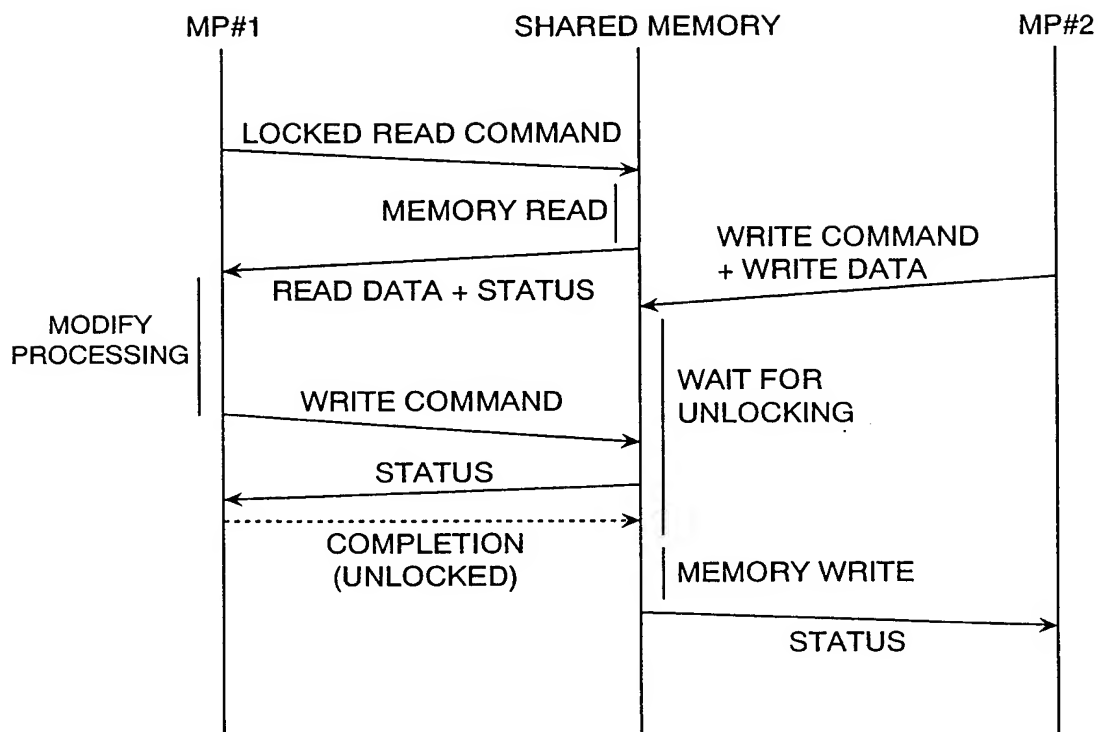 MP#1
SHARED MEMORY
MP#2
LOCKED READ COMMAND
MEMORY READ
WRITE COMMAND
+ WRITE DATA
READ DATA + STATUS
MODIFY
PROCESSING
WAIT FOR
UNLOCKING
WRITE COMMAND
STATUS
COMPLETION
(UNLOCKED)
MEMORY WRITE
STATUS